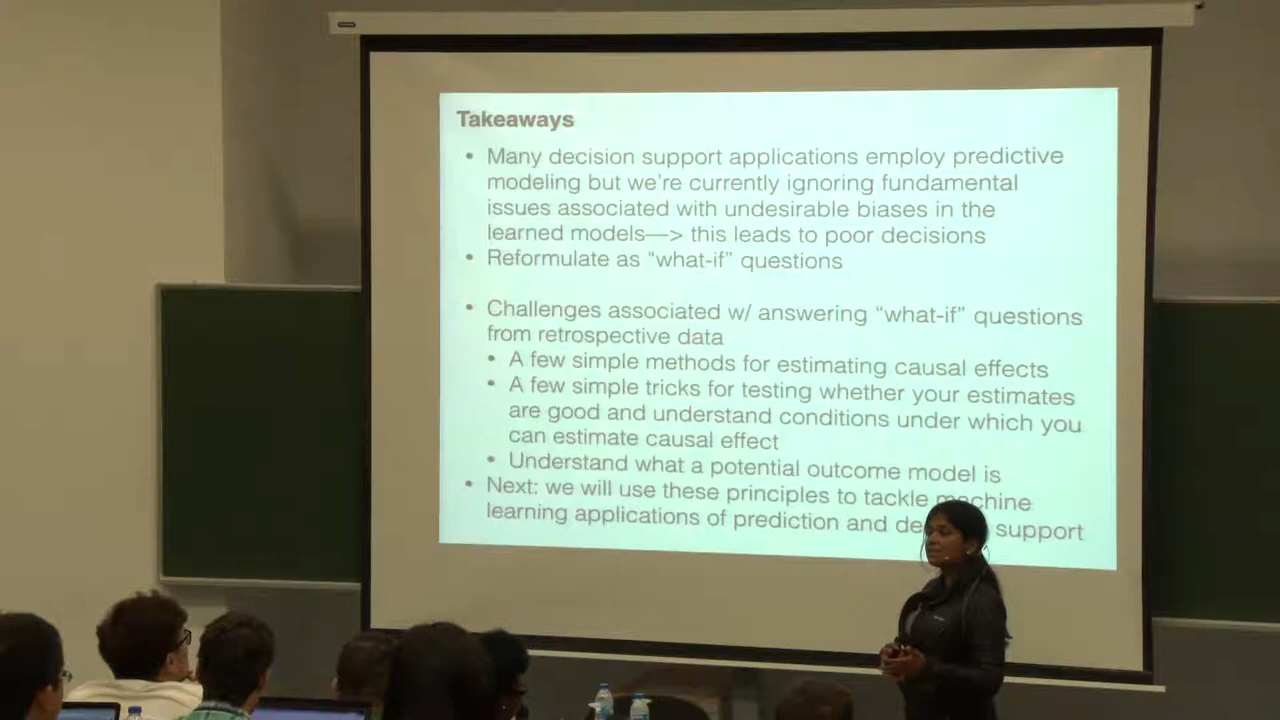 Takeaways
• Many decision support applications employ predictive
modeling but we're currently ignoring fundamental
issues associated with undesirable biases in the
learned models—> this leads to poor decisions
• Reformulate as “what-if” questions
• Challenges associated w/ answering “what-if” questions
from retrospective data
• A few simple methods for estimating causal effects
• A few simple tricks for testing whether your estimates
are good and understand conditions under which you
can estimate causal effect
• Understand what a potential outcome model is
• Next: we will use these principles to tackle machine
learning applications of prediction and de support